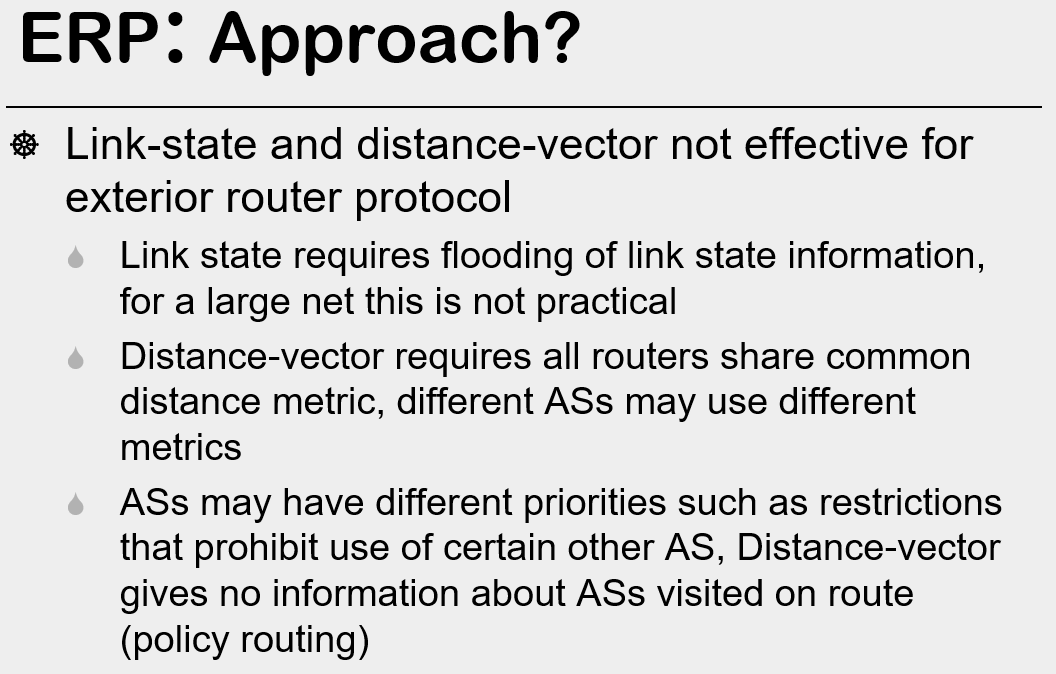 ERP: Approach?
Link-state and distance-vector not effective for
exterior router protocol
Link state requires flooding of link state information,
for a large net this is not practical
Distance-vector requires all routers share common
distance metric, different ASs may use different
metrics
ASs may have different priorities such as restrictions
that prohibit use of certain other AS, Distance-vector
gives no information about ASs visited on route
(policy routing)